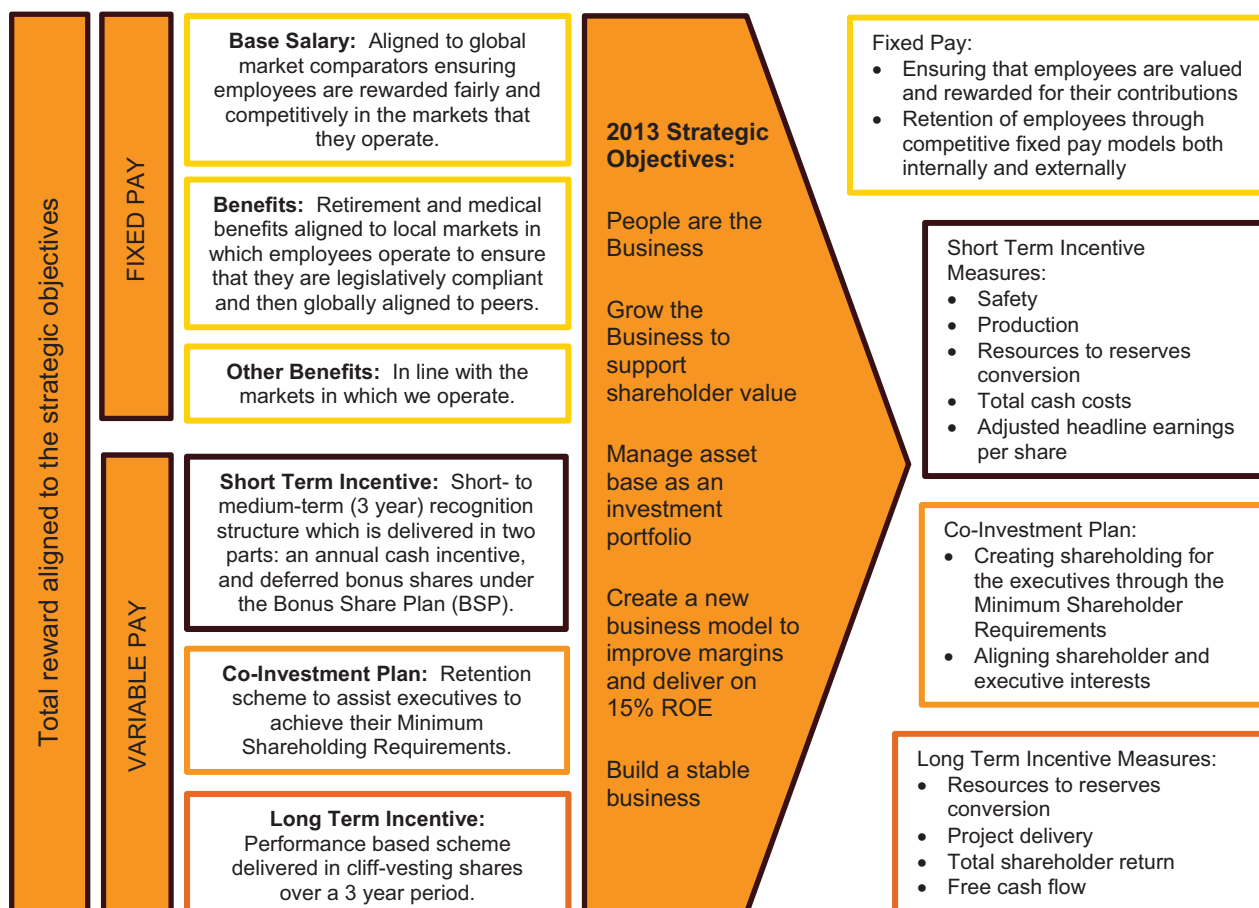 Total reward aligned to the strategic objectives
FIXED PAY
Base Salary: Aligned to global
market comparators ensuring
employees are rewarded fairly and
competitively in the markets that
they operate.
Benefits: Retirement and medical
benefits aligned to local markets in
which employees operate to ensure
that they are legislatively compliant
and then globally aligned to peers.
Other Benefits: In line with the
markets in which we operate.
VARIABLE PAY
Short Term Incentive: Short- to
medium-term (3 year) recognition
structure which is delivered in two
parts: an annual cash incentive,
and deferred bonus shares under
the Bonus Share Plan (BSP).
Co-Investment Plan: Retention
scheme to assist executives to
achieve their Minimum
Shareholding Requirements.
Long Term Incentive:
Performance based scheme
delivered in cliff-vesting shares
over a 3 year period.
2013 Strategic
Objectives:
People are the
Business
Grow the
Business to
support
shareholder value
Manage asset
base as an
investment
portfolio
Create a new
business model to
improve margins
and deliver on
15% ROE
Build a stable
business
Fixed Pay:
• Ensuring that employees are valued
and rewarded for their contributions
• Retention of employees through
competitive fixed pay models both
internally and externally
Short Term Incentive
Measures:
• Safety
• Production
• Resources to reserves
conversion
• Total cash costs
• Adjusted headline earnings
per share
Co-Investment Plan:
• Creating shareholding for
the executives through the
Minimum Shareholder
Requirements
• Aligning shareholder and
executive interests
Long Term Incentive Measures:
• Resources to reserves
conversion
• Project delivery
• Total shareholder return
• Free cash flow